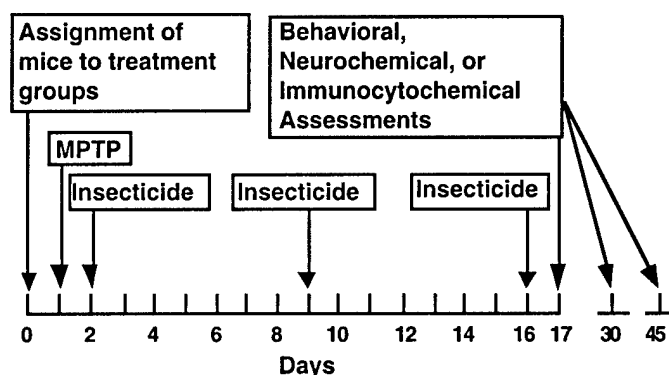 Assignment of
mice to treatment
groups
Behavioral,
Neurochemical, or
Immunocytochemical
Assessments
MPTP
Insecticide
Insecticide
Insecticide
0 2 4 6 8 10 12 14 16 17 30 45
Days